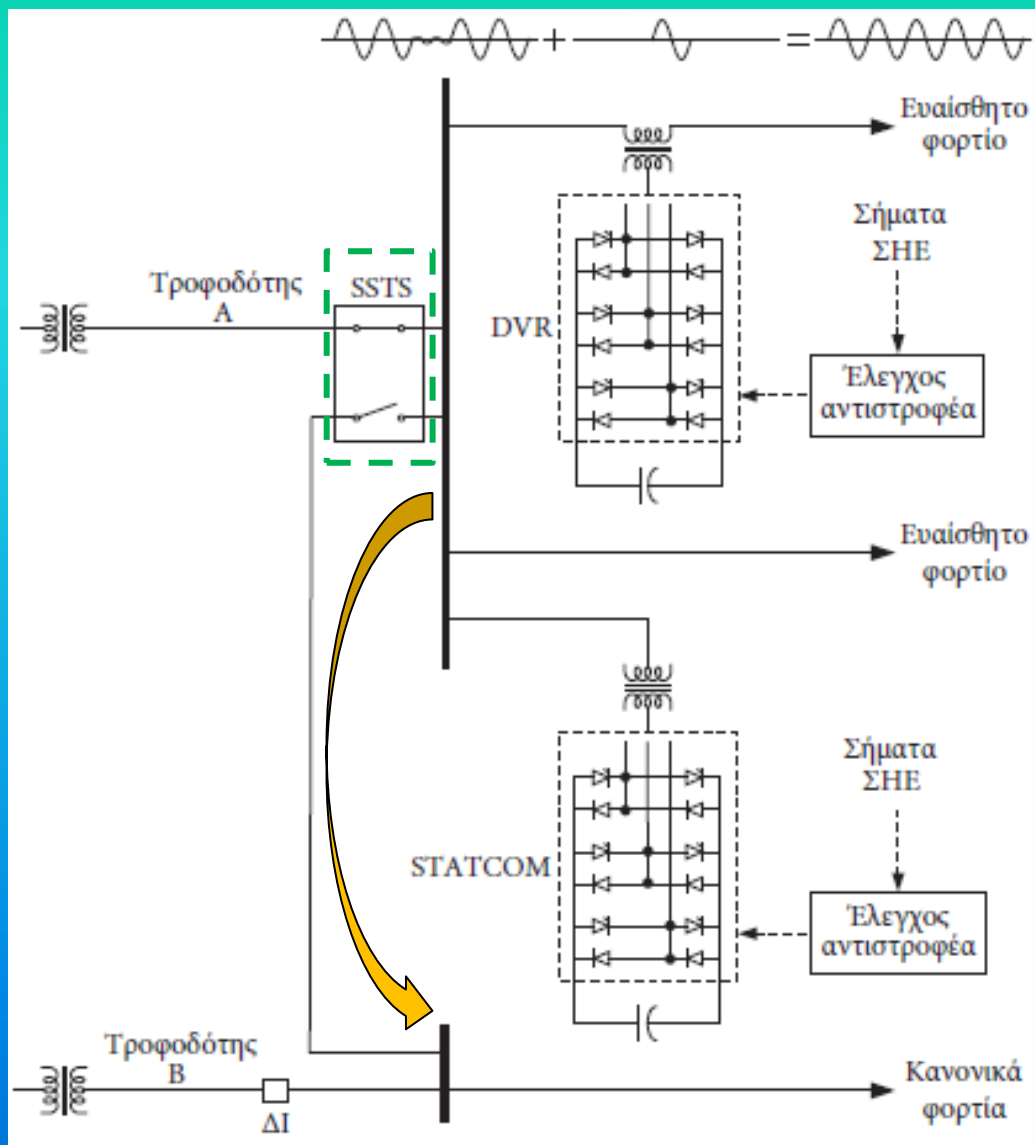 +
=
Ευαίσθητο
φορτίο
Σήματα
ΣΗΕ
Τροφοδότης
Α
SSTS
DVR
Έλεγχος
αντιστροφέα
Ευαίσθητο
φορτίο
Σήματα
ΣΗΕ
STATCOM
Έλεγχος
αντιστροφέα
Τροφοδότης
Β
ΔΙ
Κανονικά
φορτία